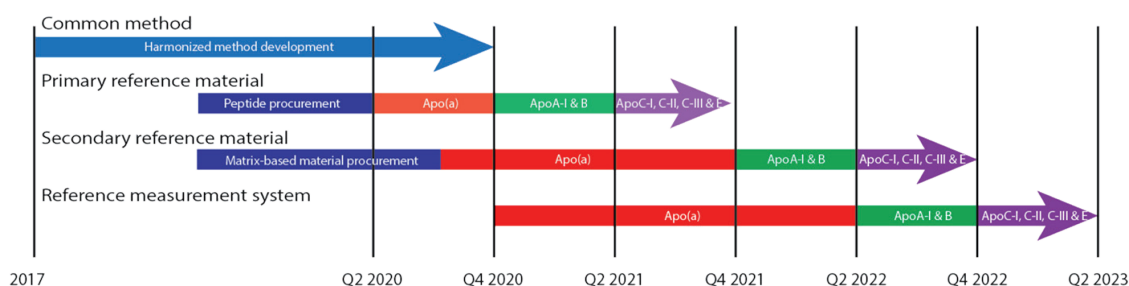 Common method
Harmonized method development
Primary reference material
Peptide procurement
Apo(a)
ApoA-I & B
ApoC-I, C-II, C-III & E
Secondary reference material
Matrix-based material procurement
Apo(a)
ApoA-I & B
ApoC-I, C-II, C-III & E
Reference measurement system
Apo(a)
ApoA-I & B
ApoC-I, C-II, C-III & E
2017
Q2 2020
Q4 2020
Q2 2021
Q4 2021
Q2 2022
Q4 2022
Q2 2023